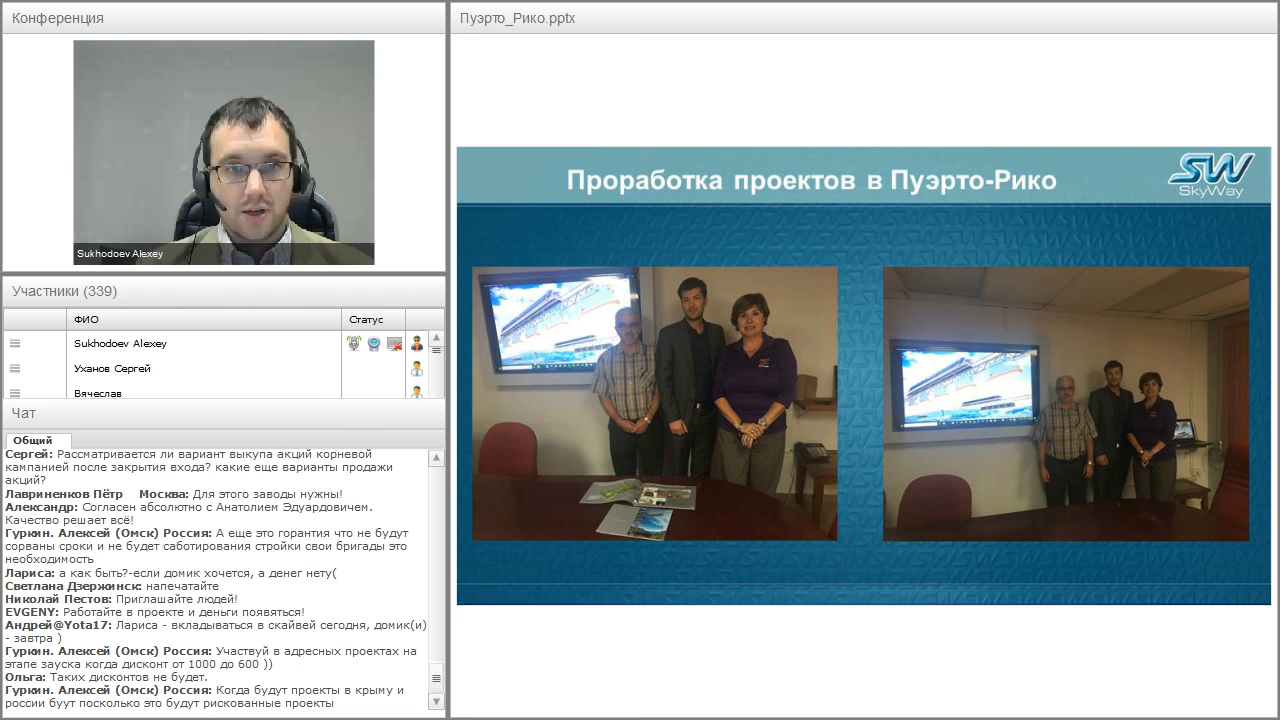 Конференция
Sukhodoev Alexey
Участники (339)
ФИО
Статус
Sukhodoev Alexey
Уханов Сергей
Вячеслав
Чат
Общий
Сергей: Рассматривается ли вариант выкупа акций корневой
кампанией после закрытия входа? какие еще варианты продажи
акций?
Лавриненков Пётр Москва: Для этого заводы нужны!
Александр: Согласен абсолютно с Анатолием Эдуардовичем.
Качество решает всё!
Гуркин. Алексей (Омск) Россия: А еще это горантия что не будут
сорваны сроки и не будет саботирования стройки свои бригады это
необходимость
Лариса: а как быть?-если домик хочется, а денег нету(
Светлана Дзержинск: напечатайте
Николай Пестов: Приглашайте людей!
EVGENY: Работайте в проекте и деньги появяться!
Андрей@Yota17: Лариса - вкладываться в скайвей сегодня, домик(и)
- завтра )
Гуркин. Алексей (Омск) Россия: Участвуй в адресных проектах на
этапе зауска когда дисконт от 1000 до 600 ))
Ольга: Таких дисконтов не будет.
Гуркин. Алексей (Омск) Россия: Когда будут проекты в крыму и
россии буут посколько это будут рискованные проекты
Пуэрто_Рико.pptx
Проработка проектов в Пуэрто-Рико
SW
SkyWay